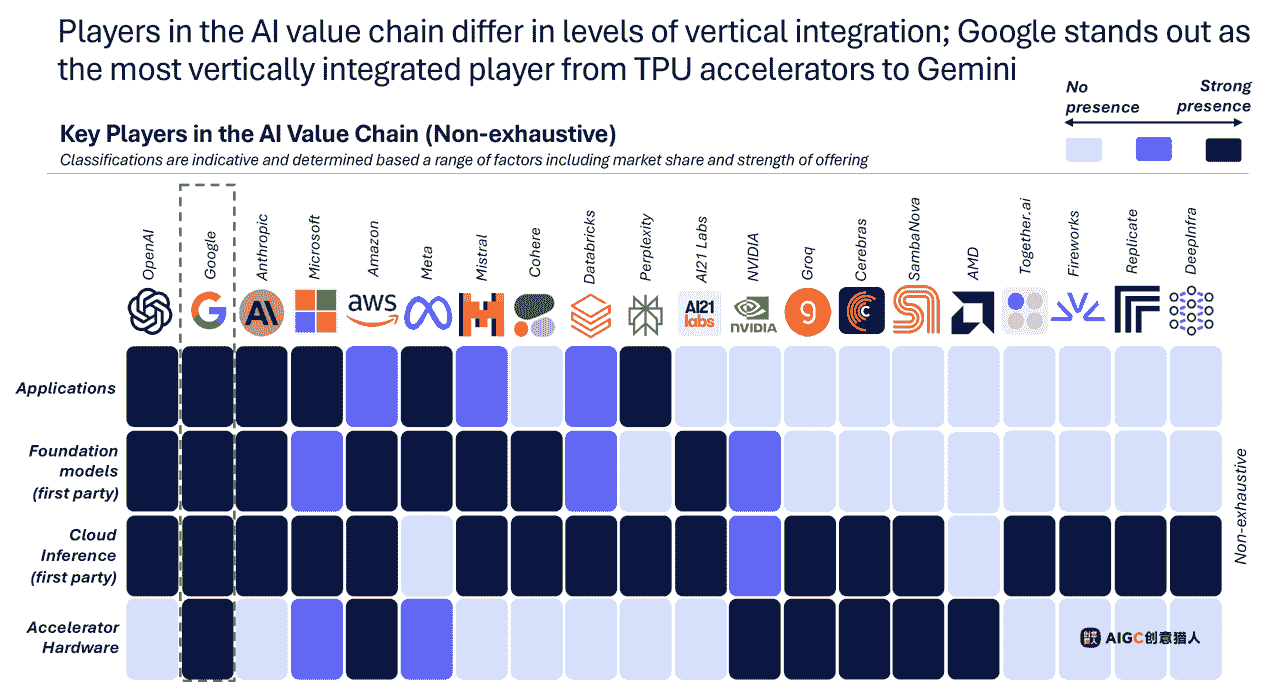 Players in the AI value chain differ in levels of vertical integration; Google stands out as
the most vertically integrated player from TPU accelerators to Gemini
No
presence
Strong
presence
Key Players in the AI Value Chain (Non-exhaustive)
Classifications are indicative and determined based a range of factors including market share and strength of offering
OpenAI
Google
Anthropic
Microsoft
Amazon
Meta
Mistral
Cohere
Databricks
Perplexity
AI21 Labs
NVIDIA
Groq
Cerebras
SambaNova
AMD
Together.ai
Fireworks
Replicate
DeepInfra
aws
AI21
labs
NVIDIA
Applications
Foundation
models
(first party)
Cloud
Inference
(first party)
Accelerator
Hardware
Non-exhaustive
创意
猎人
AIGC创意猎人